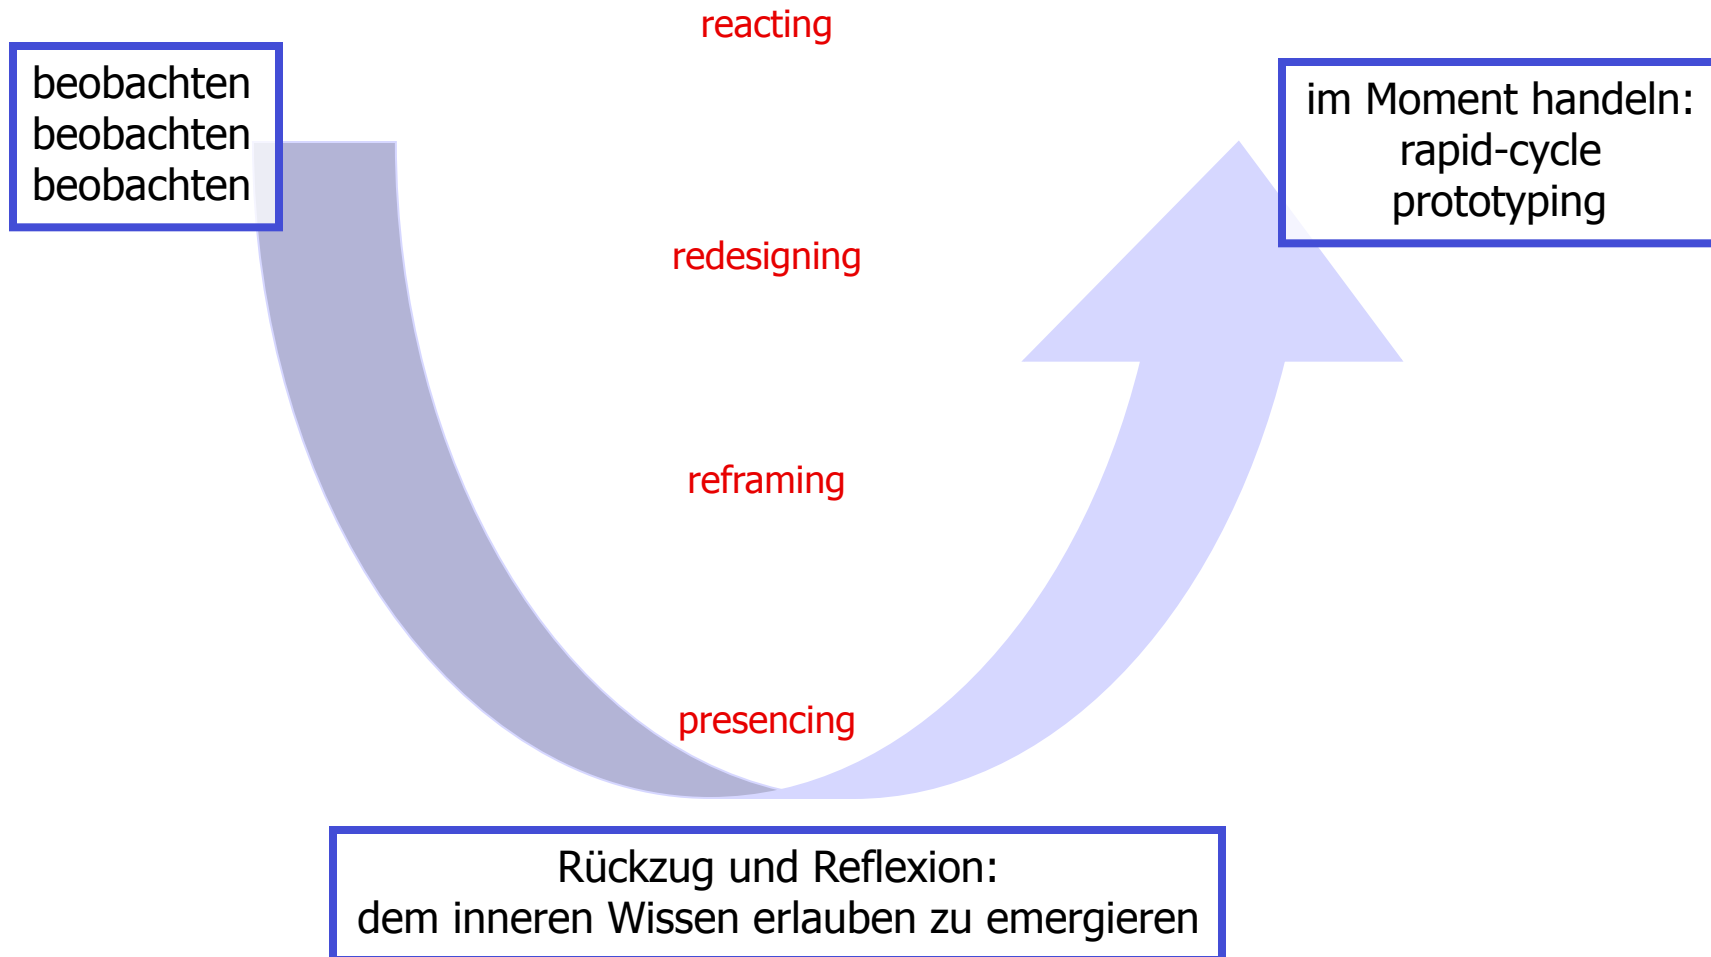 reacting
beobachten
beobachten
beobachten
im Moment handeln:
rapid-cycle
prototyping
redesigning
reframing
presencing
Rückzug und Reflexion:
dem inneren Wissen erlauben zu emergieren